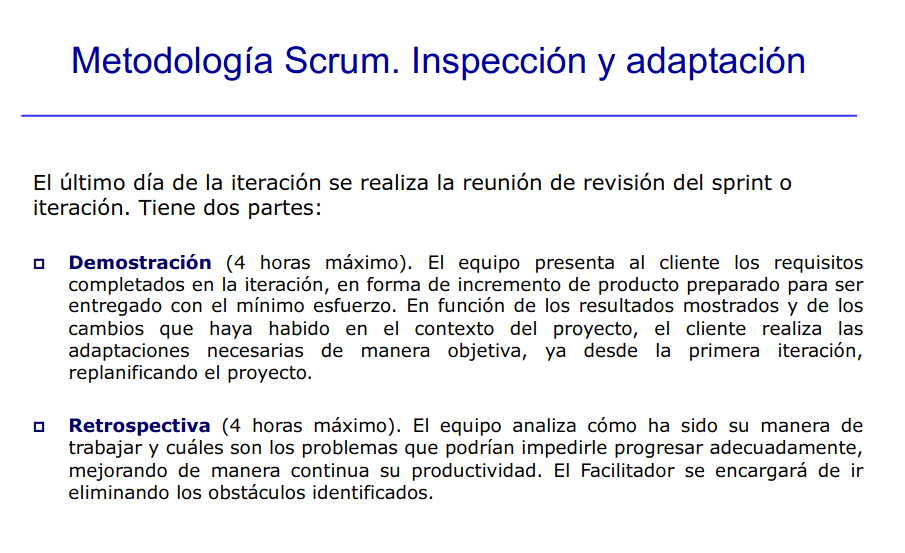 Metodología Scrum. Inspección y adaptación
El último día de la iteración se realiza la reunión de revisión del sprint o
iteración. Tiene dos partes:
Demostración (4 horas máximo). El equipo presenta al cliente los requisitos
completados en la iteración, en forma de incremento de producto preparado para ser
entregado con el mínimo esfuerzo. En función de los resultados mostrados y de los
cambios que haya habido en el contexto del proyecto, el cliente realiza las
adaptaciones necesarias de manera objetiva, ya desde la primera iteración,
replanificando el proyecto.
Retrospectiva (4 horas máximo). El equipo analiza cómo ha sido su manera de
trabajar y cuáles son los problemas que podrían impedirle progresar adecuadamente,
mejorando de manera continua su productividad. El Facilitador se encargará de ir
eliminando los obstáculos identificados.